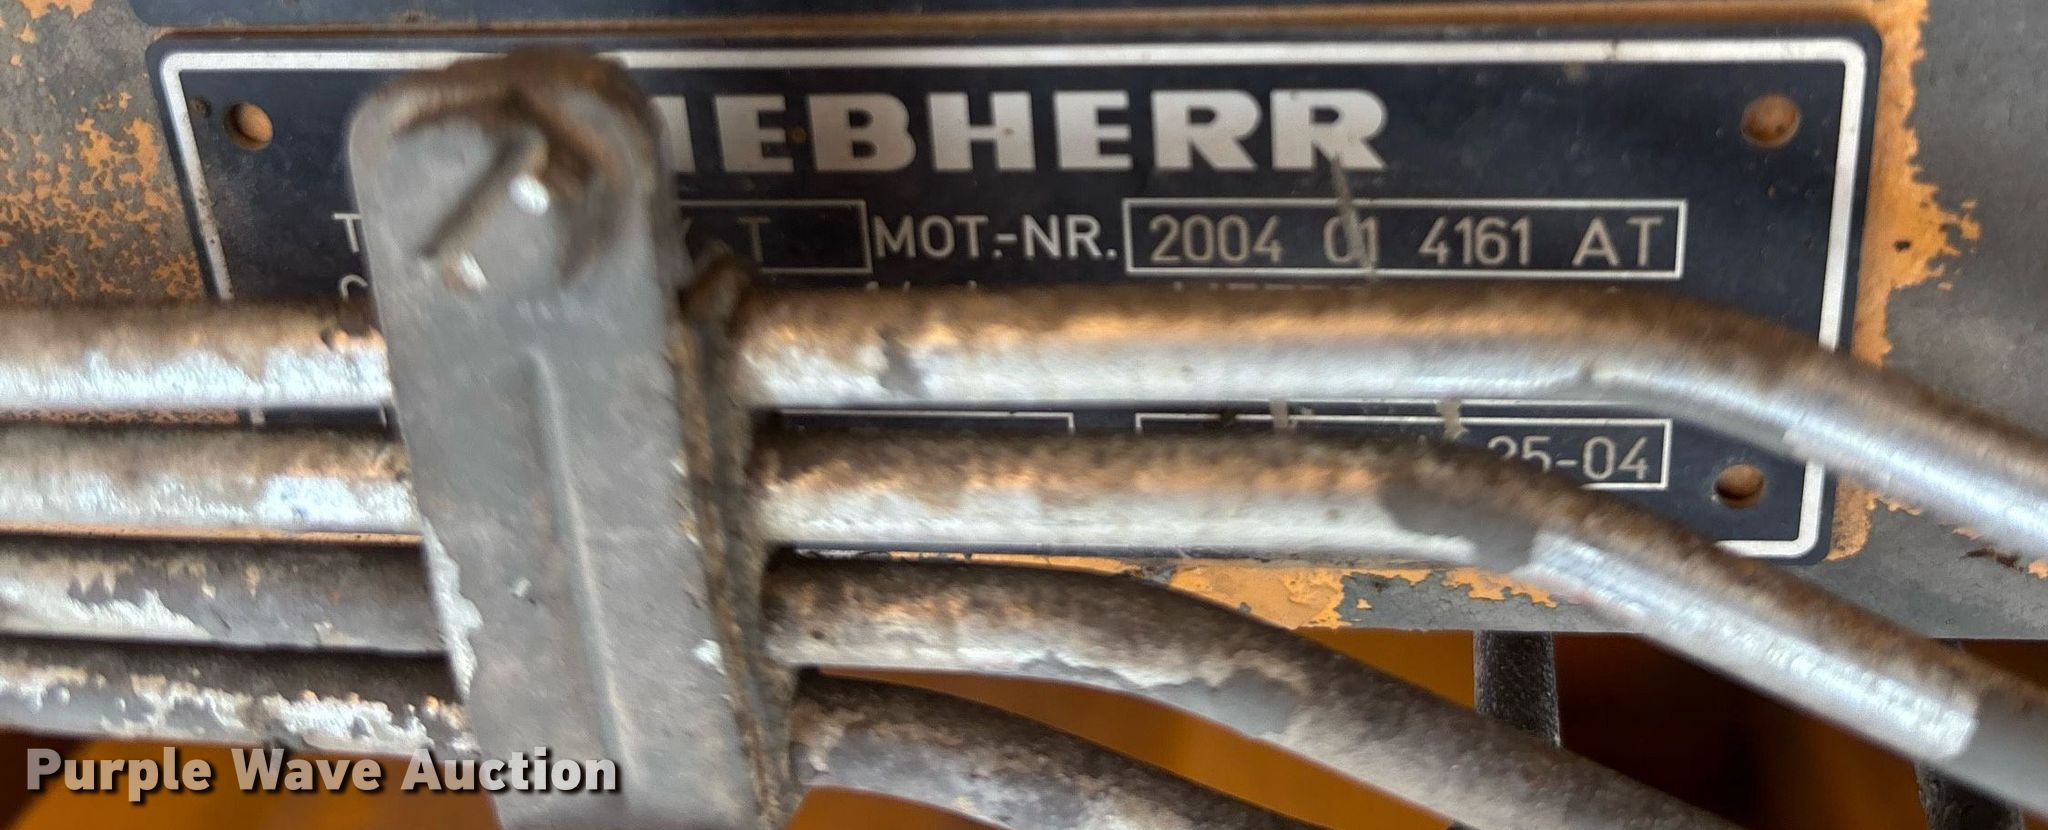 IEBHERR
T MOT.-NR. 2004 01 4161 AT
25-04
Purple Wave Auction